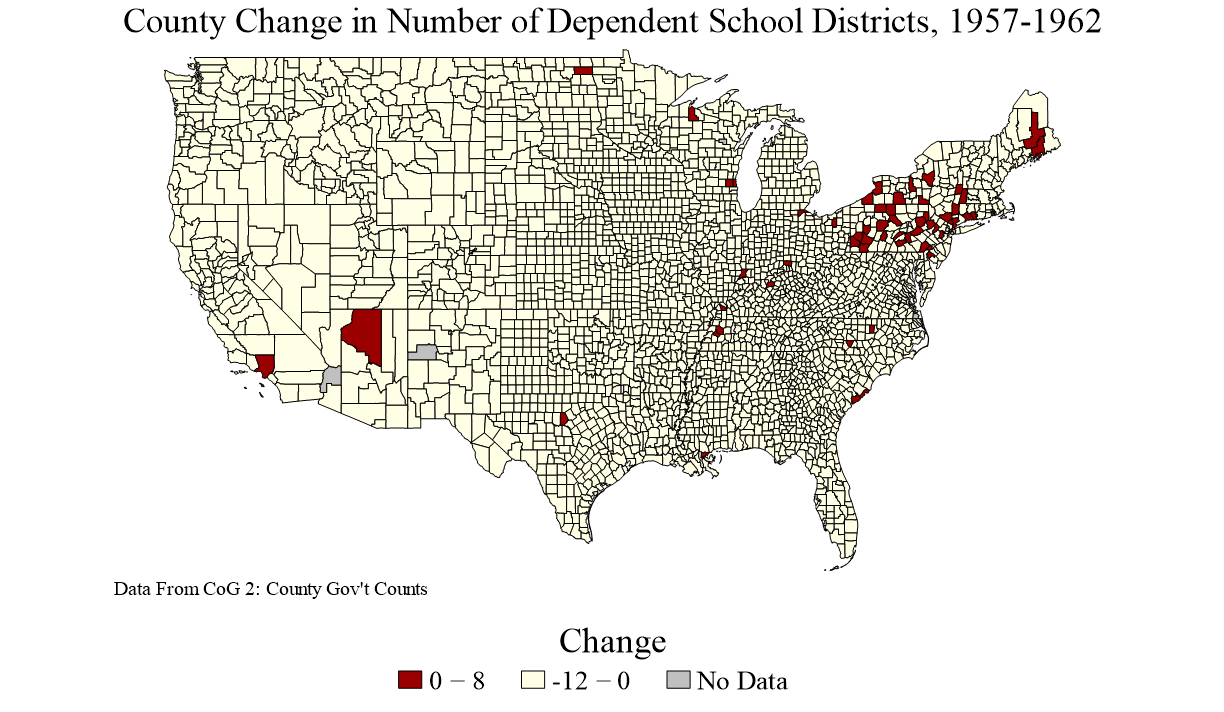 County Change in Number of Dependent School Districts, 1957-1962
Data From CoG 2: County Gov't Counts
Change
0 − 8 -12 − 0 No Data